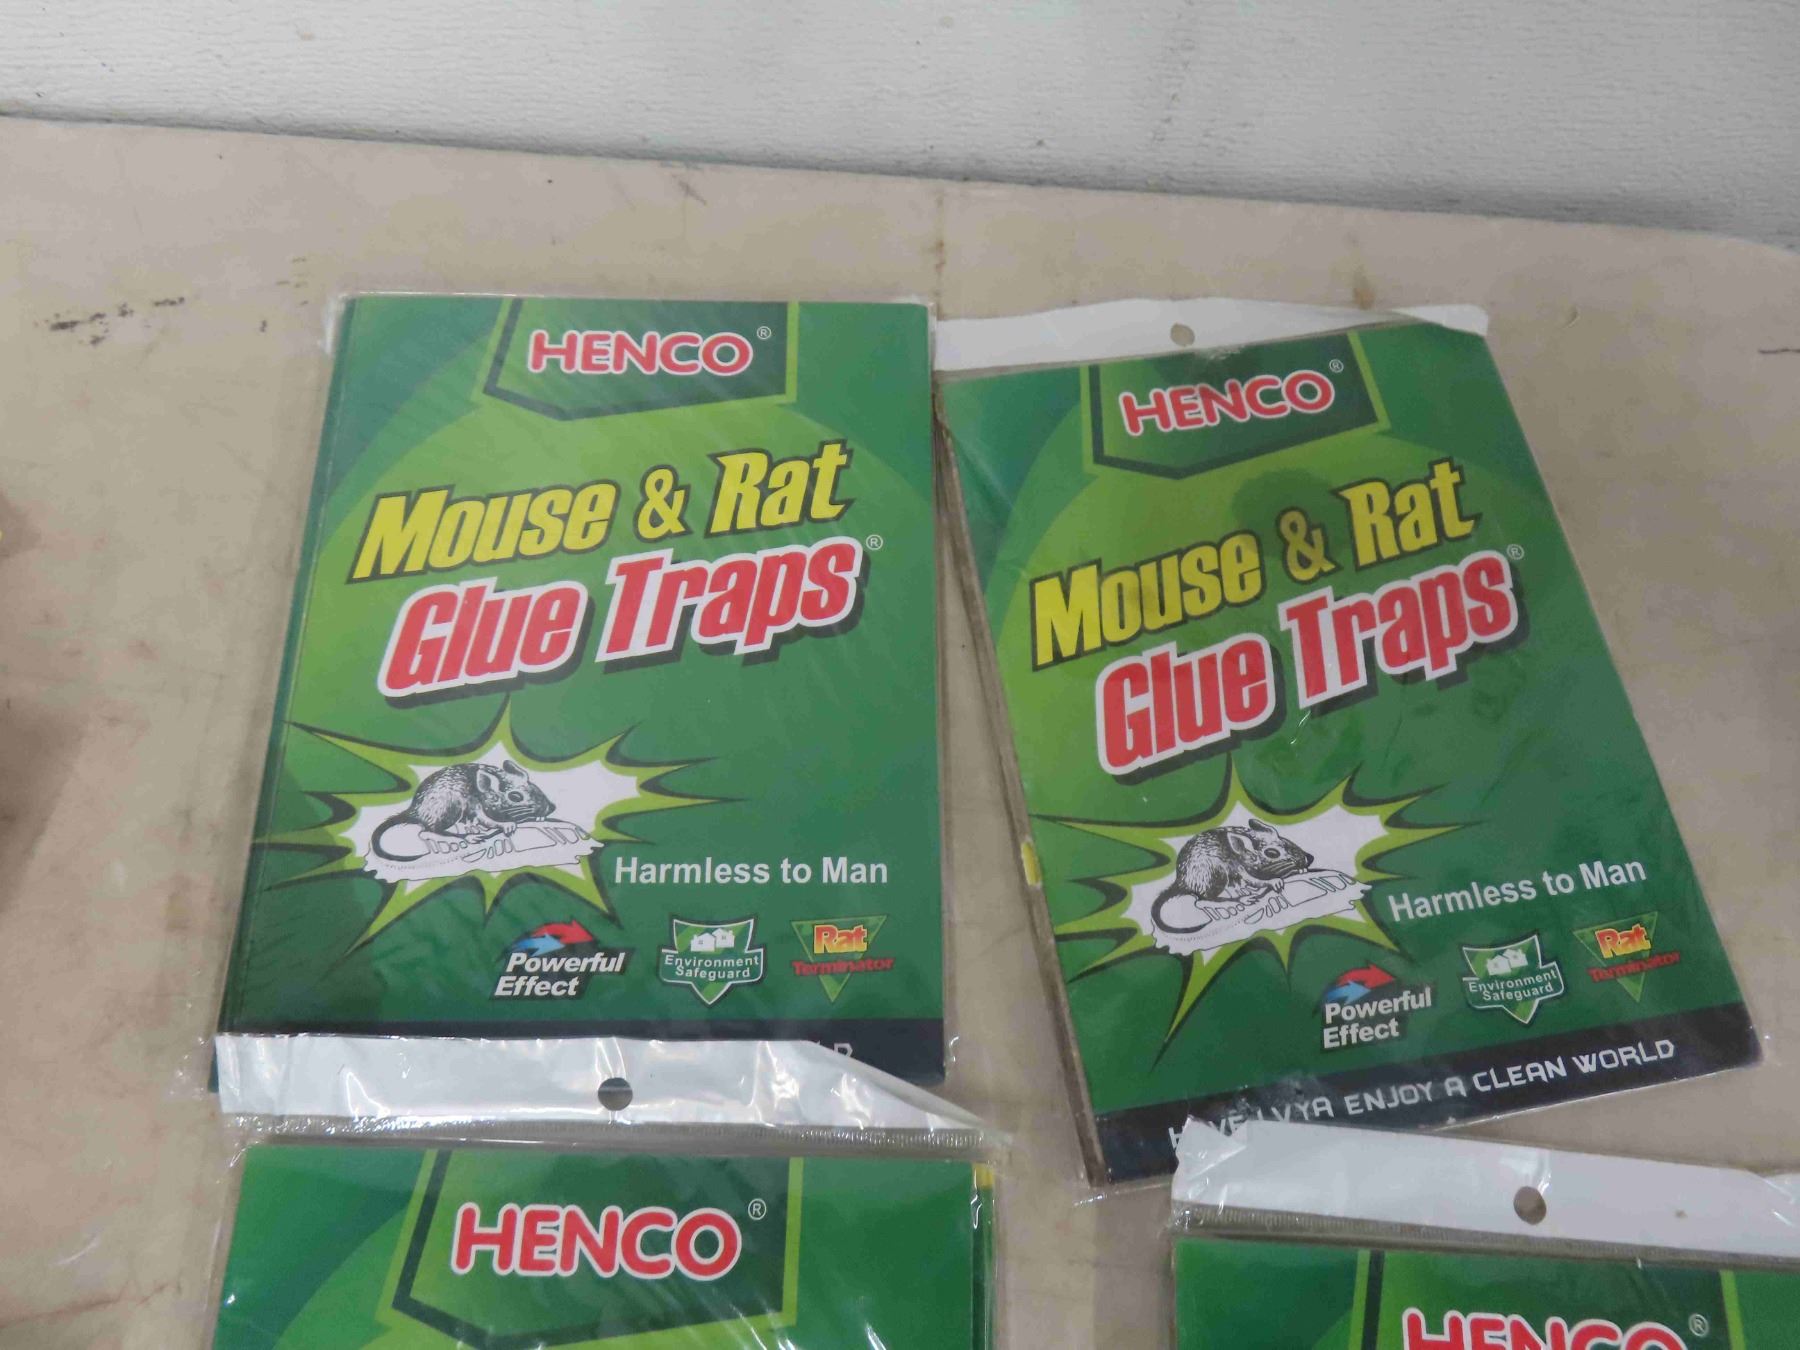 HENCO®
Mouse & Rat
Glue Traps®
Harmless to Man
Powerful
Effect
Environment
Safeguard
Rat
Terminator
HENCO®
Mouse & Rat
Glue Traps®
Harmless to Man
Powerful
Effect
Environment
Safeguard
Rat
Terminator
ENJOY A CLEAN WORLD
HENCO®
HENCO®